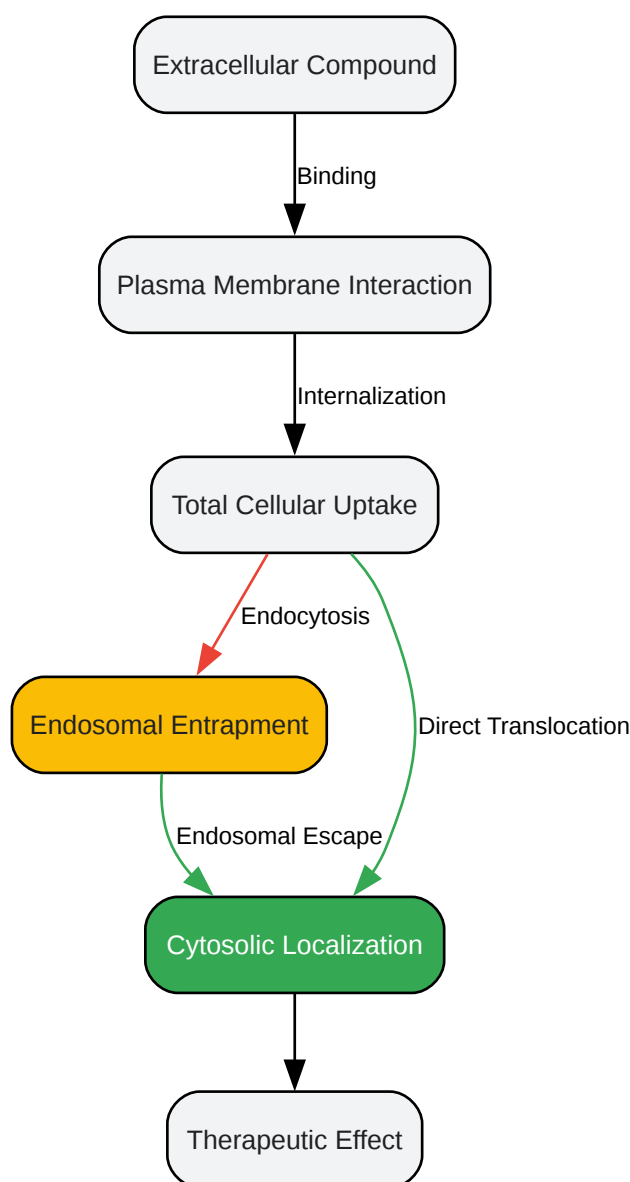 Extracellular Compound
Binding
Plasma Membrane Interaction
Internalization
Total Cellular Uptake
Endocytosis
Endosomal Entrapment
Direct Translocation
Endosomal Escape
Cytosolic Localization
Therapeutic Effect